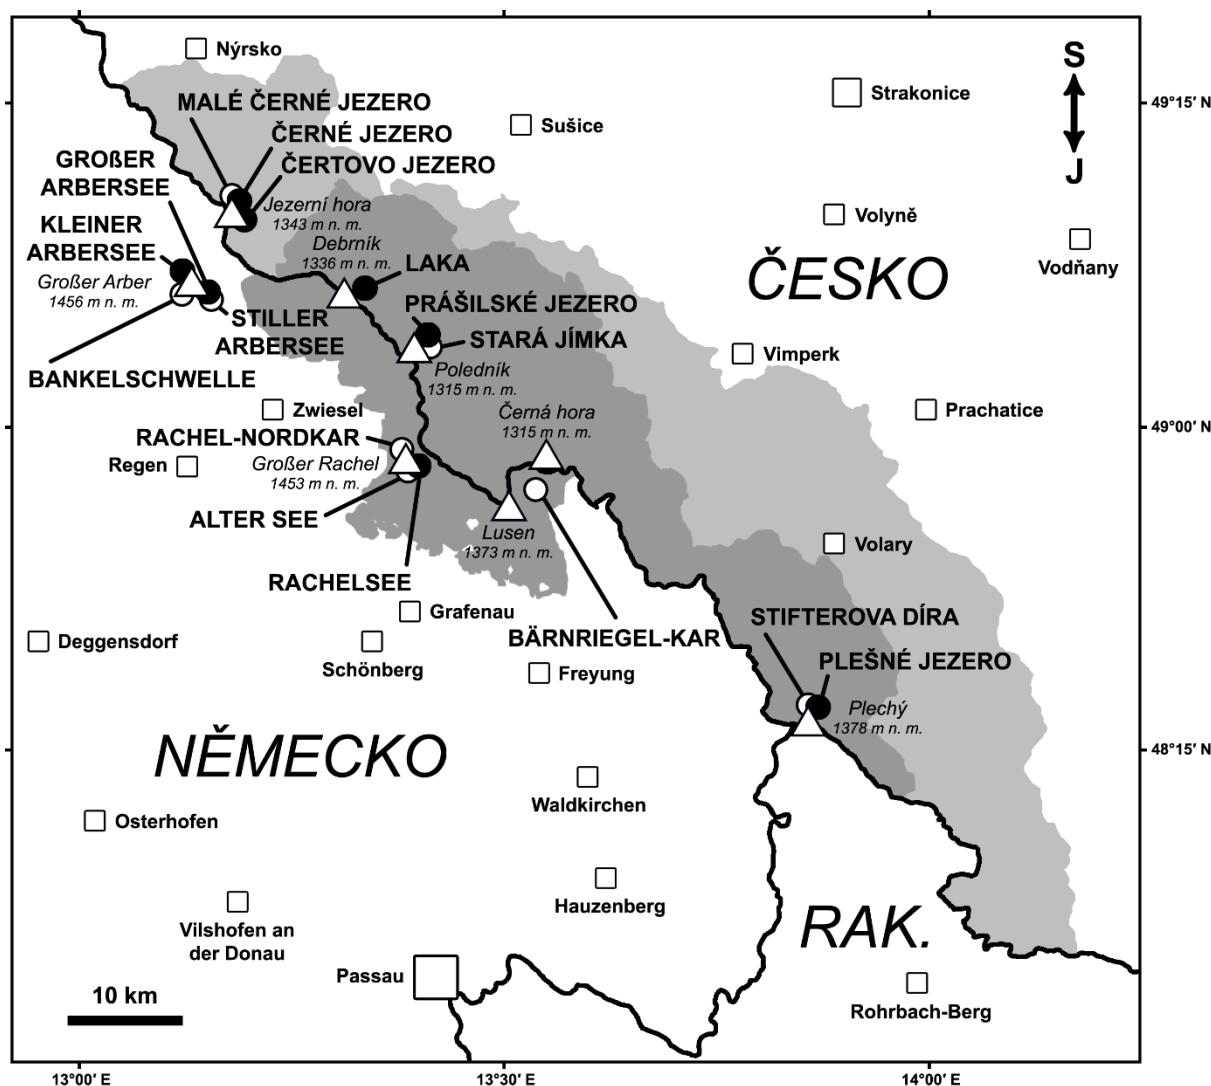 Nýrsko
S
J
Strakonice
49°15′ N
MALÉ ČERNÉ JEZERO
ČERNÉ JEZERO
ČERTOVO JEZERO
Sušice
GROßER
ARBERSEE
KLEINER
ARBERSEE
Großer Arber
1456 m n. m.
Jezerní hora
1343 m n. m.
Debrník
1336 m n. m.
LAKA
Volyně
Vodňany
ČESKO
PRÁŠILSKÉ JEZERO
STARÁ JÍMKA
STILLER
ARBERSEE
BANKELSCHWELLE
Poledník
1315 m n. m.
Vimperk
Zwiesel
Černá hora
1315 m n. m.
Prachatice
49°00′ N
RACHEL-NORDKAR
Regen
Großer Rachel
1453 m n. m.
ALTER SEE
Lusen
1373 m n. m.
Volary
RACHELSEE
Grafenau
BÄRNRIEGEL-KAR
STIFTEROVA DÍRA
PLEŠNÉ JEZERO
Deggensdorf
Schönberg
Freyung
Plechý
1378 m n. m.
NĚMECKO
48°15′ N
Waldkirchen
Osterhofen
Hauzenberg
Vilshofen an
der Donau
RAK.
Passau
10 km
Rohrbach-Berg
13°00′ E
13°30′ E
14°00′ E